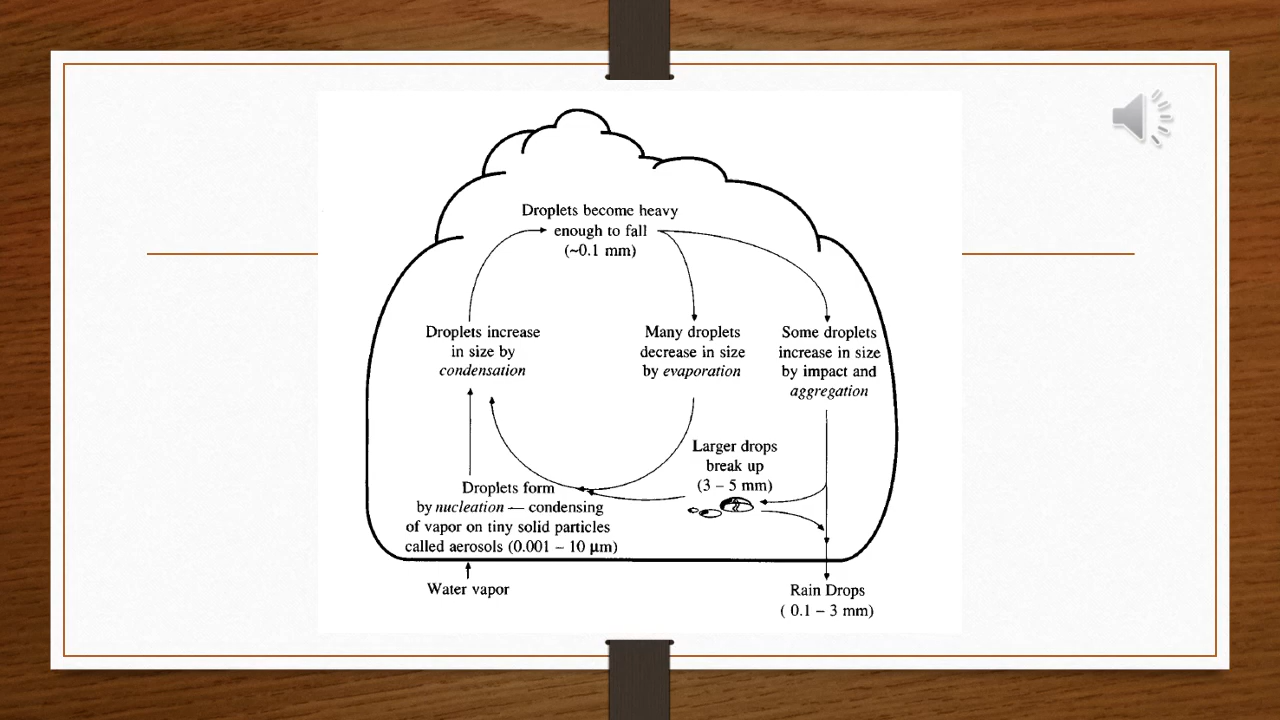 Droplets become heavy
enough to fall
(~0.1 mm)
Droplets increase
in size by
condensation
Many droplets
decrease in size
by evaporation
Some droplets
increase in size
by impact and
aggregation
Larger drops
break up
(3 – 5 mm)
Droplets form
by nucleation — condensing
of vapor on tiny solid particles
called aerosols (0.001 – 10 µm)
Water vapor
Rain Drops
( 0.1 – 3 mm)